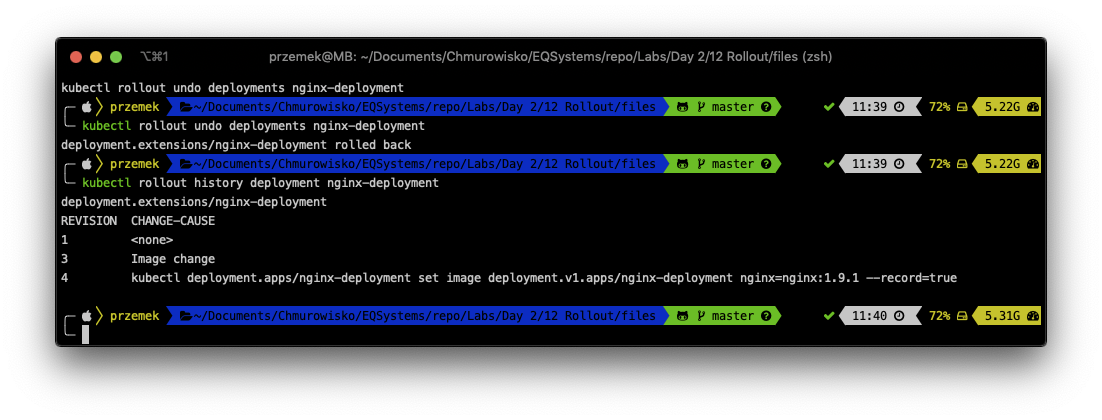 ⌥⌘1 przemek@MB: ~/Documents/Chmurowisko/EQSystems/repo/Labs/Day 2/12 Rollout/files (zsh)
kubectl rollout undo deployments nginx-deployment
przemek ~/Documents/Chmurowisko/EQSystems/repo/Labs/Day 2/12 Rollout/files master ? ✔ 11:39 72% 5.22G
kubectl rollout undo deployments nginx-deployment
deployment.extensions/nginx-deployment rolled back
przemek ~/Documents/Chmurowisko/EQSystems/repo/Labs/Day 2/12 Rollout/files master ? ✔ 11:39 72% 5.22G
kubectl rollout history deployment nginx-deployment
deployment.extensions/nginx-deployment
REVISION  CHANGE-CAUSE
1         <none>
3         Image change
4         kubectl deployment.apps/nginx-deployment set image deployment.v1.apps/nginx-deployment nginx=nginx:1.9.1 --record=true
przemek ~/Documents/Chmurowisko/EQSystems/repo/Labs/Day 2/12 Rollout/files master ? ✔ 11:40 72% 5.31G